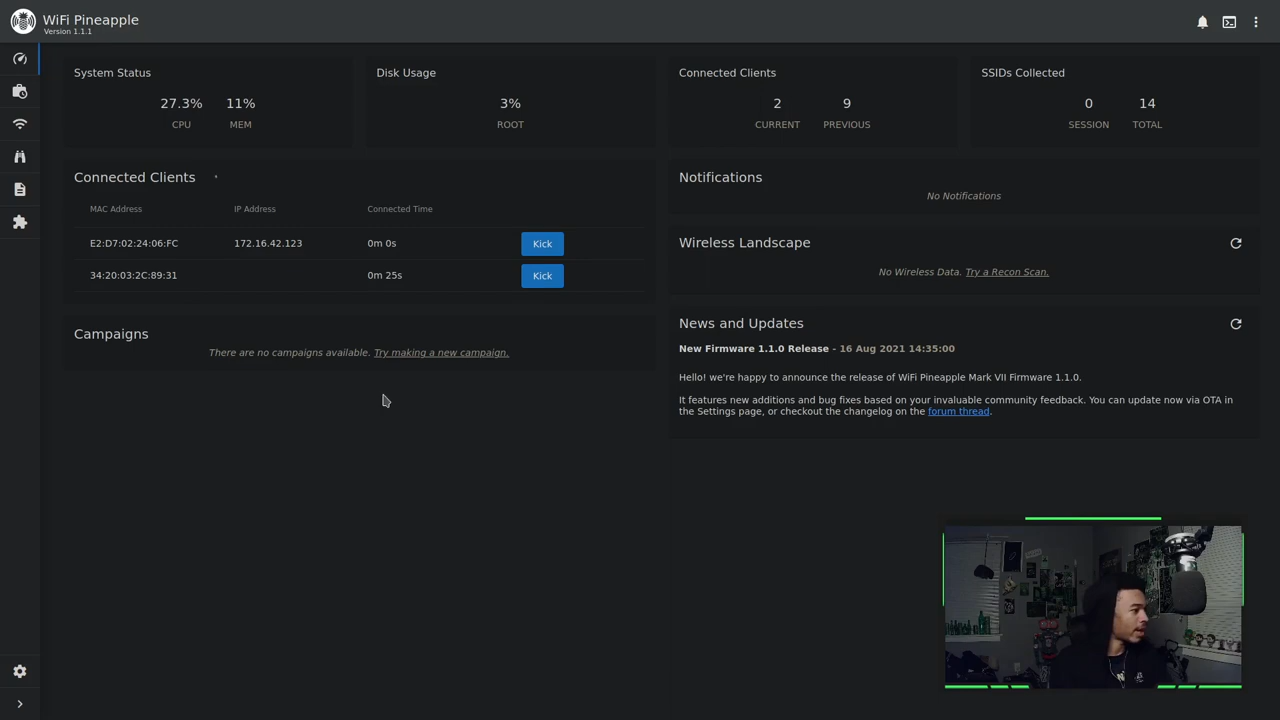 WiFi Pineapple
Version 1.1.1
System Status
27.3% 11%
CPU MEM
Disk Usage
3%
ROOT
Connected Clients
2 9
CURRENT PREVIOUS
SSIDs Collected
0 14
SESSION TOTAL
Connected Clients
MAC Address IP Address Connected Time
E2:D7:02:24:06:FC 172.16.42.123 0m 0s Kick
34:20:03:2C:89:31 0m 25s Kick
Campaigns
There are no campaigns available. Try making a new campaign.
Notifications
No Notifications
Wireless Landscape
No Wireless Data. Try a Recon Scan.
News and Updates
New Firmware 1.1.0 Release - 16 Aug 2021 14:35:00
Hello! we're happy to announce the release of WiFi Pineapple Mark VII Firmware 1.1.0.
It features new additions and bug fixes based on your invaluable community feedback. You can update now via OTA in
the Settings page, or checkout the changelog on the forum thread.